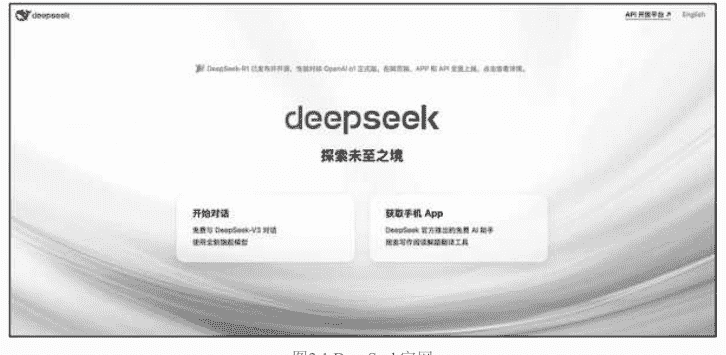 deepseek
API 开放平台↗ English
DeepSeek-R1 已发布并开源，性能对标 OpenAI o1 正式版，在网页端、APP 和 API 全面上线，点击查看详情。
deepseek
探索未至之境
开始对话
获取手机 App
免费与 DeepSeek-V3 对话
使用全新旗舰模型
DeepSeek 官方推出的免费 AI 助手
搜索写作阅读解题翻译工具